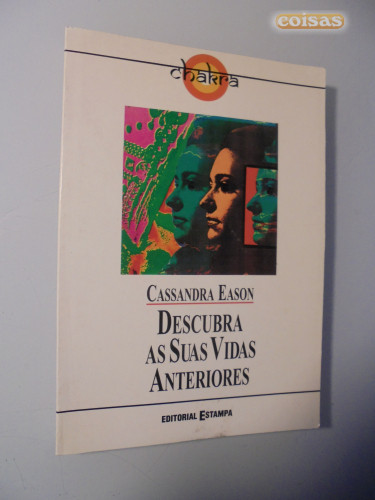 coisas
chakra
CASSANDRA EASON
DESCUBRA
AS SUAS VIDAS
ANTERIORES
EDITORIAL ESTAMPA